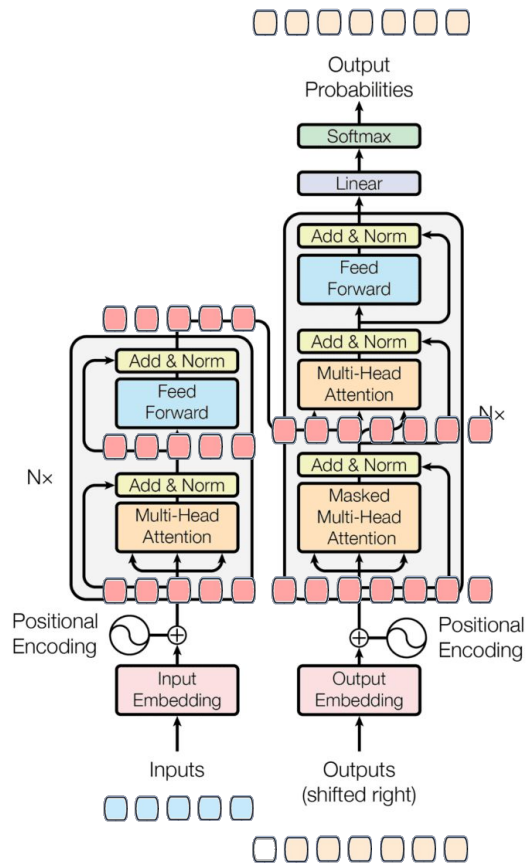 Output
Probabilities
Softmax
Linear
Add & Norm
Feed
Forward
Add & Norm
Multi-Head
Attention
Add & Norm
Masked
Multi-Head
Attention
N×
Positional
Encoding
Output
Embedding
Outputs
(shifted right)
Add & Norm
Feed
Forward
Add & Norm
Multi-Head
Attention
N×
Positional
Encoding
Input
Embedding
Inputs